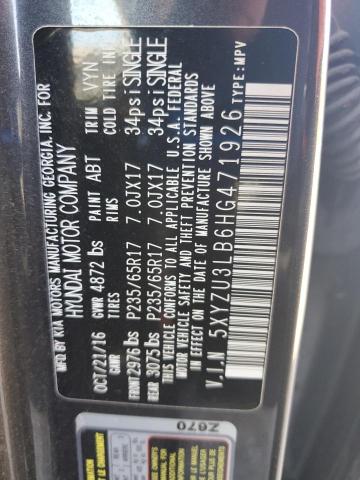 MFD.BY KIA MOTORS MANUFACTURING GEORGIA, INC. FOR
HYUNDAI MOTOR COMPANY
OCT/21/16 GVWR 4872 lbs PAINT ABT TRIM VYN
GWR TIRES RIMS COLD TIRE
FRONT 2976 lbs P235/65R17 7.0JX17 34psi SINGLE
REAR 3075 lbs P235/65R17 7.0JX17 34psi SINGLE
THIS VEHICLE CONFORMS TO ALL APPLICABLE U.S.A. FEDERAL
MOTOR VEHICLE SAFETY AND THEFT PREVENTION STANDARDS
IN EFFECT ON THE DATE OF MANUFACTURE SHOWN ABOVE
V.I.N 5XYZU3LB6HG471926 TYPE:MPV
Z670